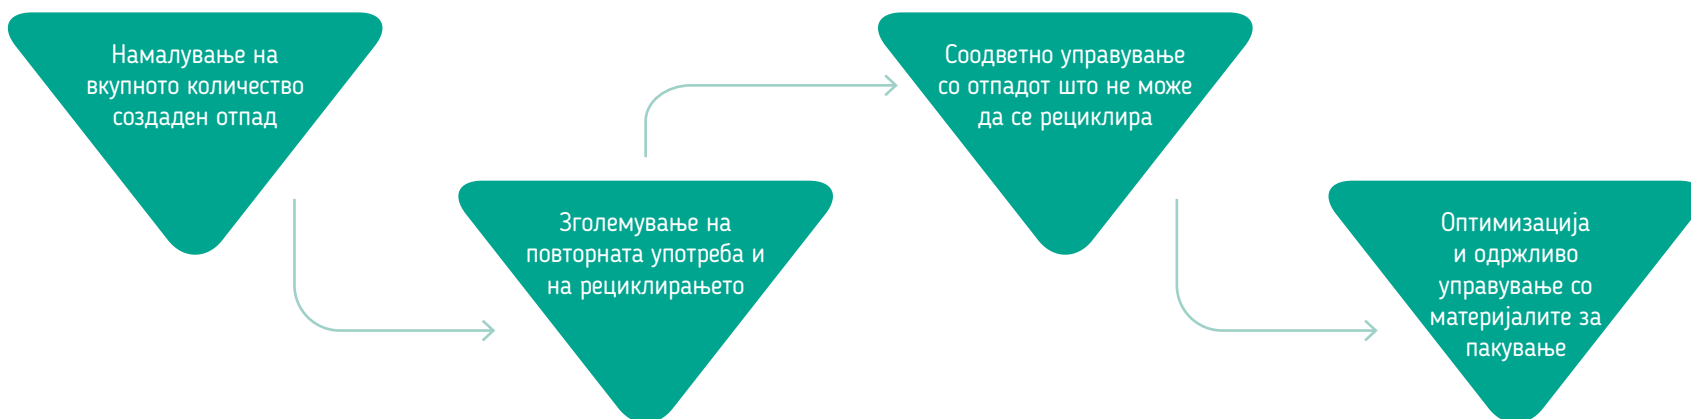 Намалување на
вкупното количество
создаден отпад
Зголемување на
повторната употреба и
на рециклирањето
Соодветно управување
со отпадот што не може
да се рециклира
Оптимизација
и одржливо
управување со
материјалите за
пакување